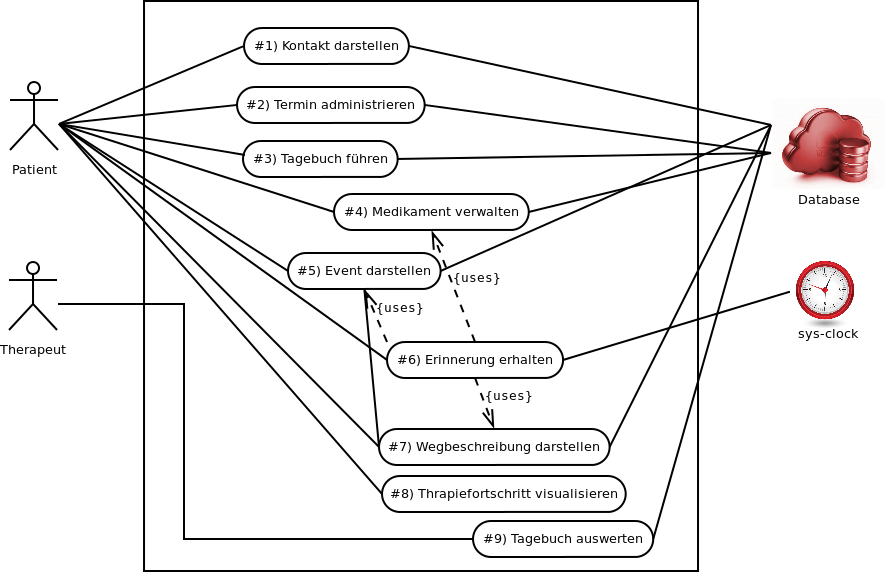 #1) Kontakt darstellen
#2) Termin administrieren
#3) Tagebuch führen
Patient
Database
#4) Medikament verwalten
#5) Event darstellen
{uses}
{uses}
sys-clock
Therapeut
#6) Erinnerung erhalten
{uses}
#7) Wegbeschreibung darstellen
#8) Thrapiefortschritt visualisieren
#9) Tagebuch auswerten